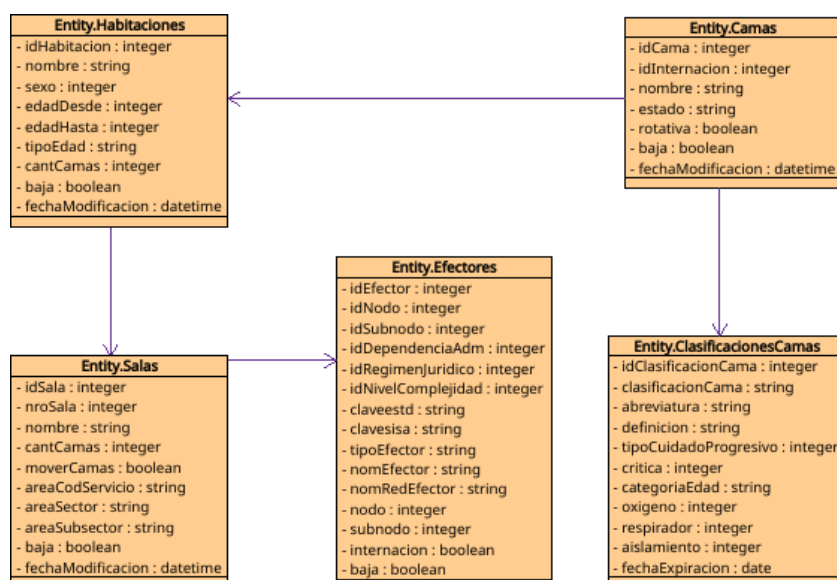 Entity.Habitaciones
- idHabitacion : integer
- nombre : string
- sexo : integer
- edadDesde : integer
- edadHasta : integer
- tipoEdad : string
- cantCamas : integer
- baja : boolean
- fechaModificacion : datetime
Entity.Camas
- idCama : integer
- idInternacion : integer
- nombre : string
- estado : string
- rotativa : boolean
- baja : boolean
- fechaModificacion : datetime
Entity.Salas
- idSala : integer
- nroSala : integer
- nombre : string
- cantCamas : integer
- moverCamas : boolean
- areaCodServicio : string
- areaSector : string
- areaSubsector : string
- baja : boolean
- fechaModificacion : datetime
Entity.Efectores
- idEfector : integer
- idNodo : integer
- idSubnodo : integer
- idDependenciaAdm : integer
- idRegimenJuridico : integer
- idNivelComplejidad : integer
- claveestd : string
- clavesisa : string
- tipoEfector : string
- nomEfector : string
- nomRedEfector : string
- nodo : integer
- subnodo : integer
- internacion : boolean
- baja : boolean
Entity.ClasificacionesCamas
- idClasificacionCama : integer
- clasificacionCama : string
- abreviatura : string
- definicion : string
- tipoCuidadoProgresivo : integer
- critica : integer
- categoriaEdad : string
- oxigeno : integer
- respirador : integer
- aislamiento : integer
- fechaExpiracion : date